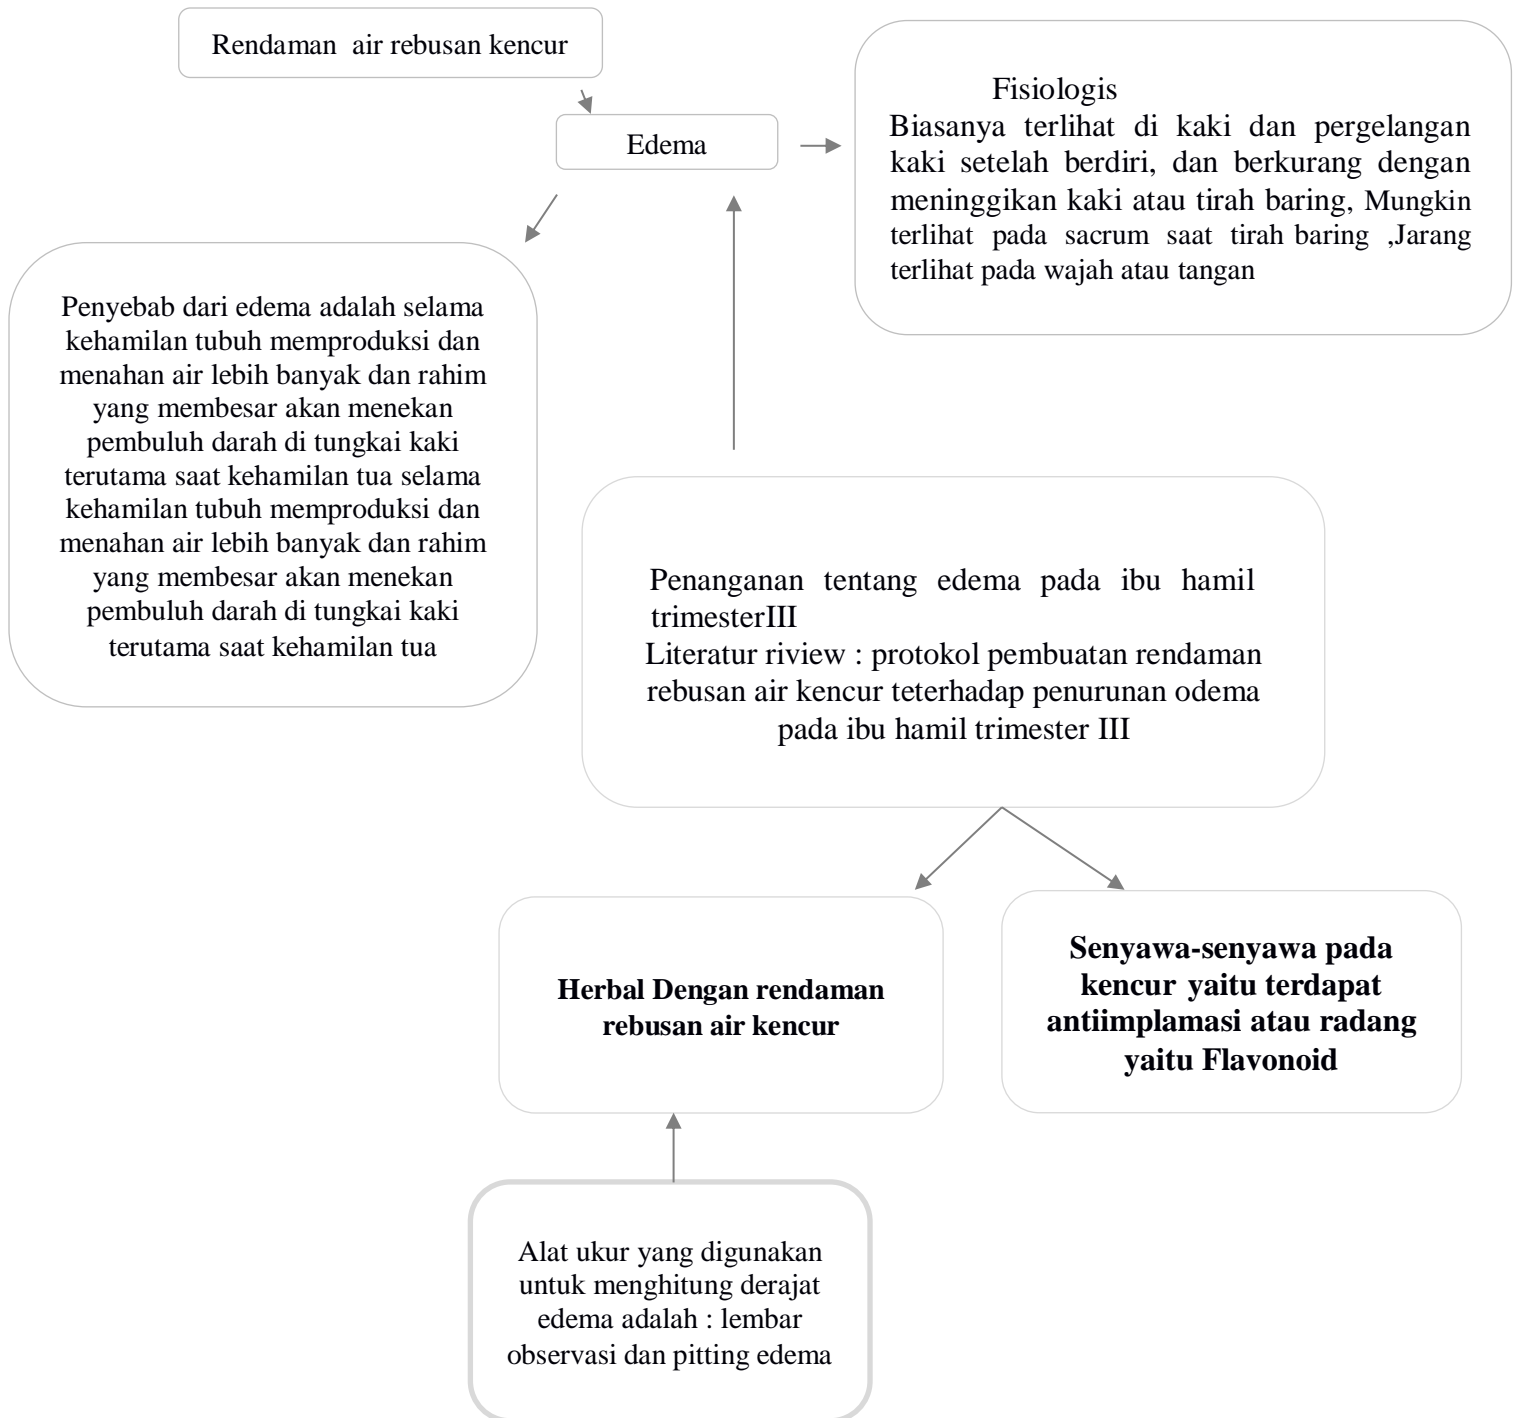 Rendaman air rebusan kencur
Edema
Fisiologis
Biasanya terlihat di kaki dan pergelangan
kaki setelah berdiri, dan berkurang dengan
meninggikan kaki atau tirah baring, Mungkin
terlihat pada sacrum saat tirah baring ,Jarang
terlihat pada wajah atau tangan
Penyebab dari edema adalah selama
kehamilan tubuh memproduksi dan
menahan air lebih banyak dan rahim
yang membesar akan menekan
pembuluh darah di tungkai kaki
terutama saat kehamilan tua selama
kehamilan tubuh memproduksi dan
menahan air lebih banyak dan rahim
yang membesar akan menekan
pembuluh darah di tungkai kaki
terutama saat kehamilan tua
Penanganan tentang edema pada ibu hamil
trimesterIII
Literatur riview : protokol pembuatan rendaman
rebusan air kencur teterhadap penurunan odema
pada ibu hamil trimester III
Herbal Dengan rendaman
rebusan air kencur
Senyawa-senyawa pada
kencur yaitu terdapat
antiimplamasi atau radang
yaitu Flavonoid
Alat ukur yang digunakan
untuk menghitung derajat
edema adalah : lembar
observasi dan pitting edema